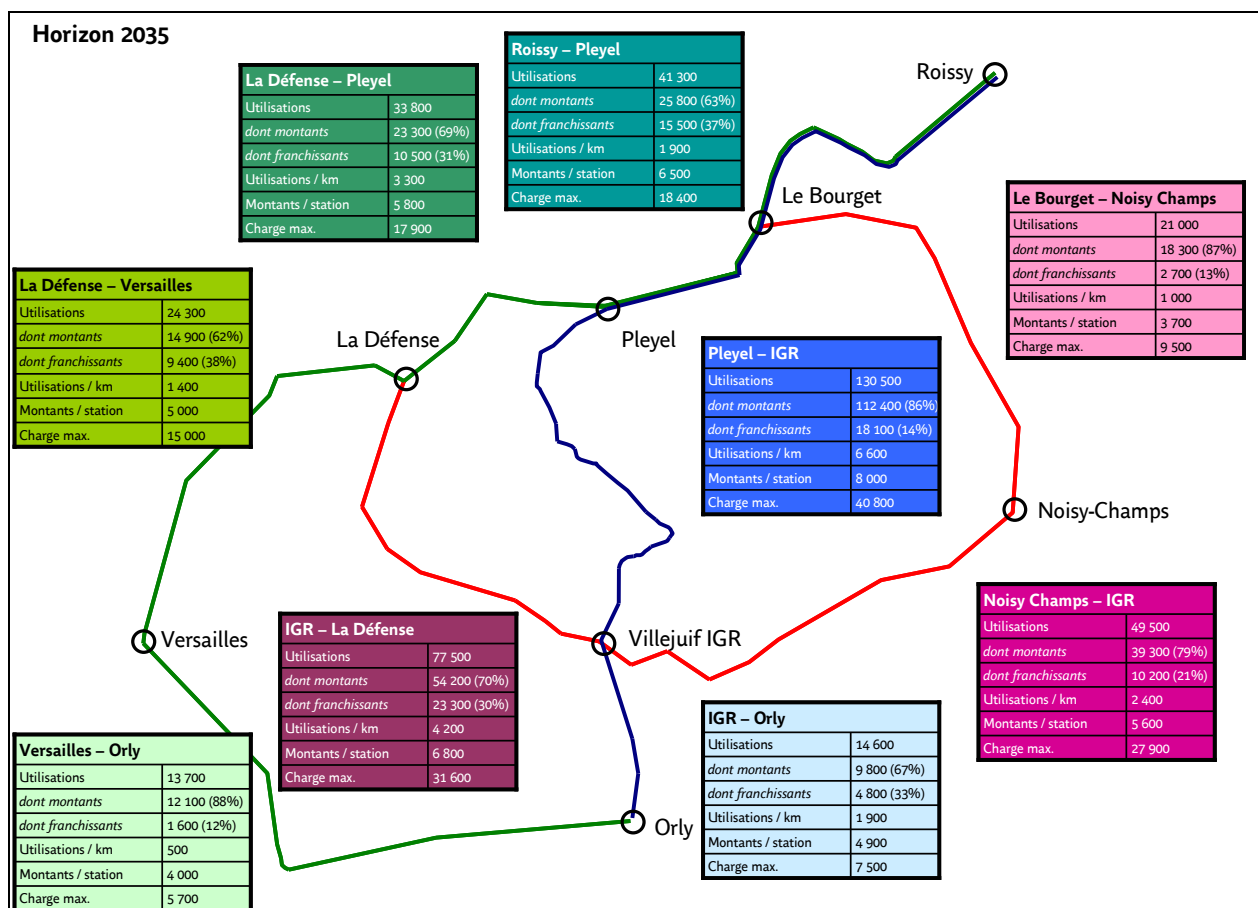 Horizon 2035
La Défense – Pleyel
Utilisations 33 800
dont montants 23 300 (69%)
dont franchissants 10 500 (31%)
Utilisations / km 3 300
Montants / station 5 800
Charge max. 17 900
Roissy – Pleyel
Utilisations 41 300
dont montants 25 800 (63%)
dont franchissants 15 500 (37%)
Utilisations / km 1 900
Montants / station 6 500
Charge max. 18 400
Roissy
Le Bourget
Le Bourget – Noisy Champs
Utilisations 21 000
dont montants 18 300 (87%)
dont franchissants 2 700 (13%)
Utilisations / km 1 000
Montants / station 3 700
Charge max. 9 500
La Défense – Versailles
Utilisations 24 300
dont montants 14 900 (62%)
dont franchissants 9 400 (38%)
Utilisations / km 1 400
Montants / station 5 000
Charge max. 15 000
La Défense
Pleyel
Pleyel – IGR
Utilisations 130 500
dont montants 112 400 (86%)
dont franchissants 18 100 (14%)
Utilisations / km 6 600
Montants / station 8 000
Charge max. 40 800
Noisy-Champs
Versailles
IGR – La Défense
Utilisations 77 500
dont montants 54 200 (70%)
dont franchissants 23 300 (30%)
Utilisations / km 4 200
Montants / station 6 800
Charge max. 31 600
Villejuif IGR
Noisy Champs – IGR
Utilisations 49 500
dont montants 39 300 (79%)
dont franchissants 10 200 (21%)
Utilisations / km 2 400
Montants / station 5 600
Charge max. 27 900
Versailles – Orly
Utilisations 13 700
dont montants 12 100 (88%)
dont franchissants 1 600 (12%)
Utilisations / km 500
Montants / station 4 000
Charge max. 5 700
Orly
IGR – Orly
Utilisations 14 600
dont montants 9 800 (67%)
dont franchissants 4 800 (33%)
Utilisations / km 1 900
Montants / station 4 900
Charge max. 7 500